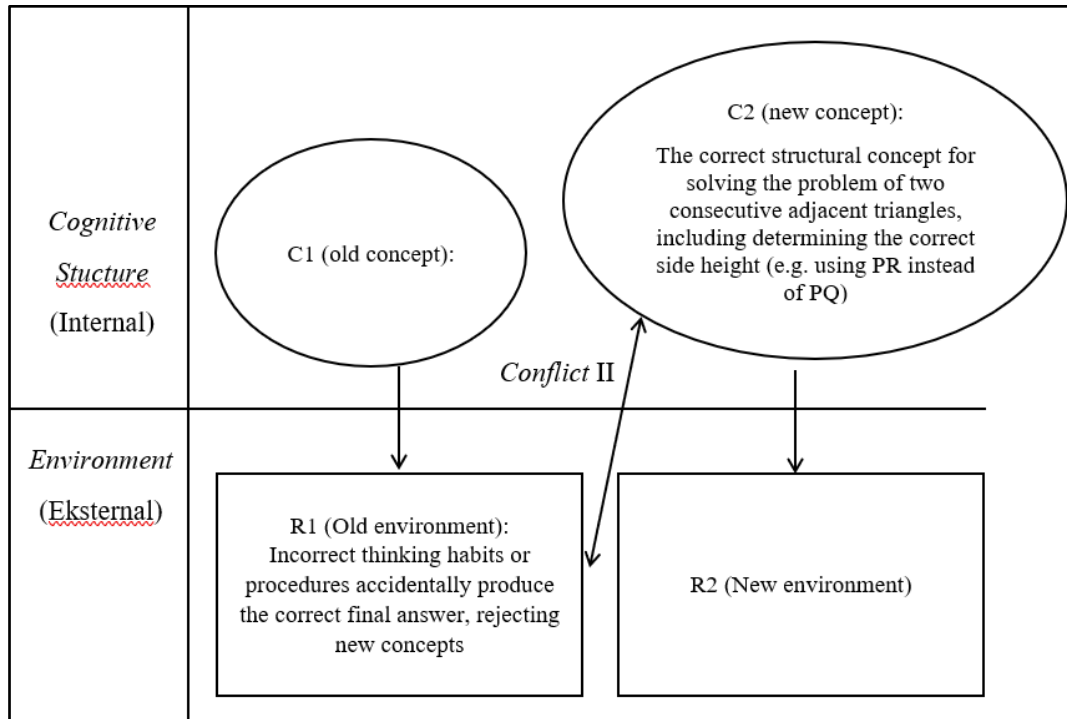 Cognitive
Stucture
(Internal)
C1 (old concept):
C2 (new concept):
The correct structural concept for
solving the problem of two
consecutive adjacent triangles,
including determining the correct
side height (e.g. using PR instead
of PQ)
Conflict II
Environment
(Eksternal)
R1 (Old environment):
Incorrect thinking habits or
procedures accidentally produce
the correct final answer, rejecting
new concepts
R2 (New environment)